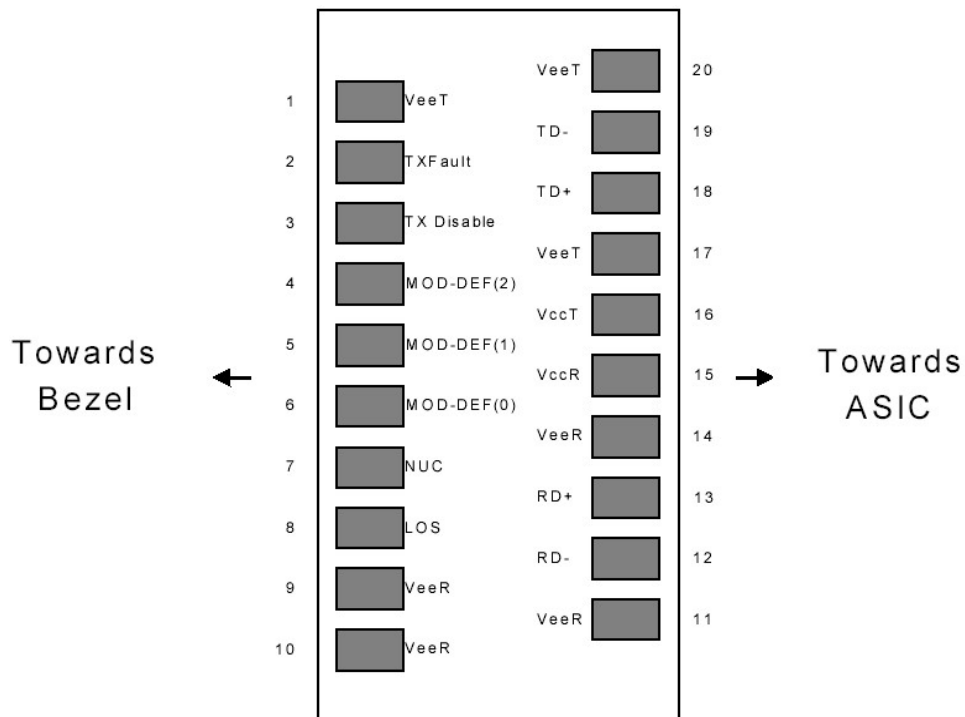 VeeT 20
1 VeeT
TD- 19
2 TXFault
TD+ 18
3 TX Disable
VeeT 17
4 MOD-DEF(2)
VccT 16
5 MOD-DEF(1)
Towards
Bezel
VccR 15
Towards
ASIC
6 MOD-DEF(0)
VeeR 14
7 NUC
RD+ 13
8 LOS
RD- 12
9 VeeR
VeeR 11
10 VeeR